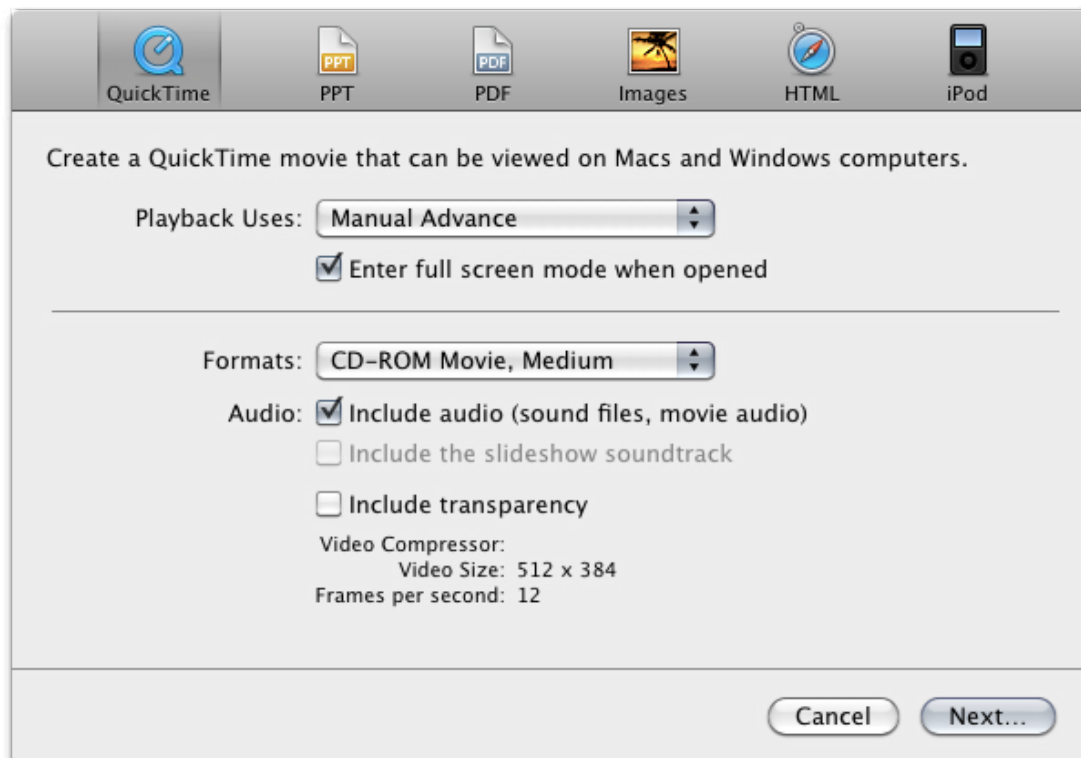 QuickTime PPT PDF Images HTML iPod
PPT PDF
Create a QuickTime movie that can be viewed on Macs and Windows computers.
Playback Uses: Manual Advance
Enter full screen mode when opened
Formats: CD-ROM Movie, Medium
Audio: Include audio (sound files, movie audio)
Include the slideshow soundtrack
Include transparency
Video Compressor:
Video Size: 512 x 384
Frames per second: 12
Cancel Next...